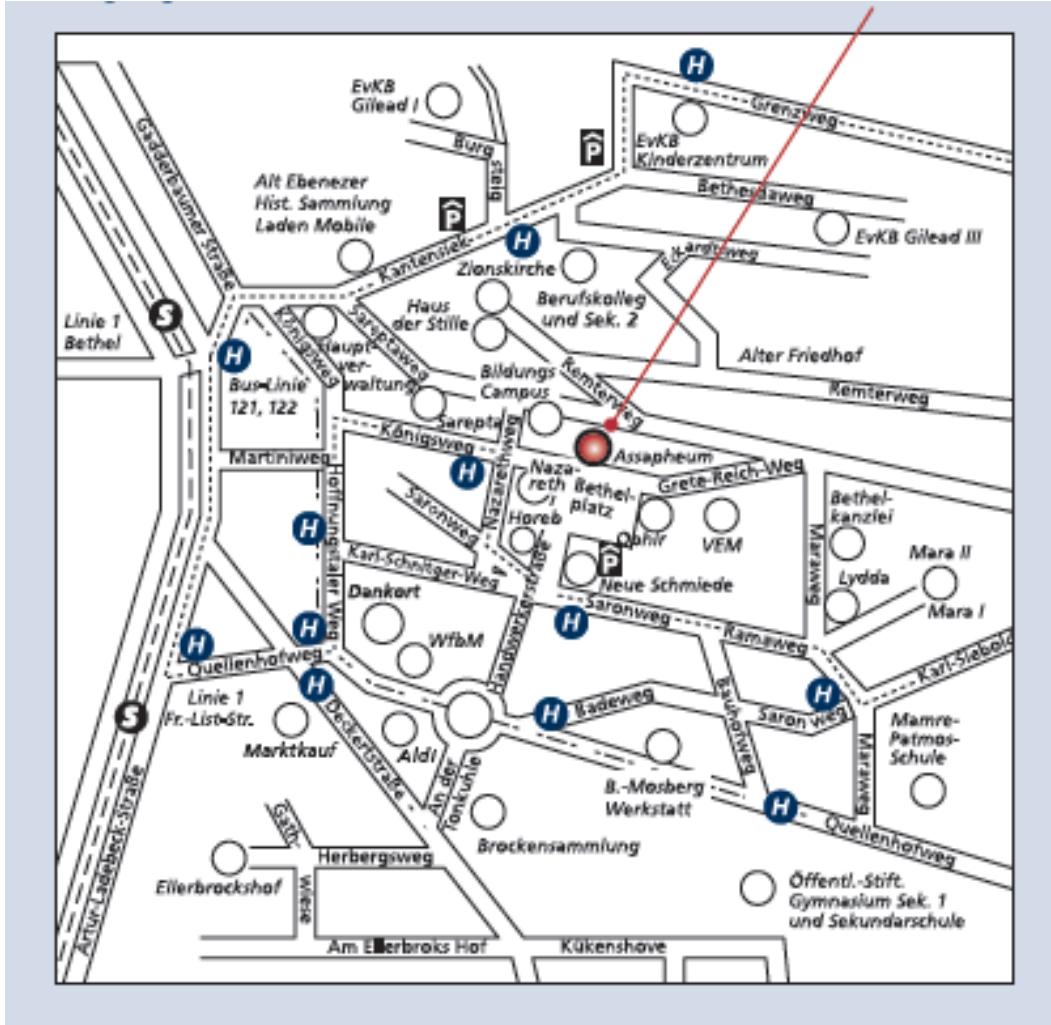 H
Grenzweg
EvKB
Gilead I
Gadderbaumer Straße
Burg
steig
P
EvKB
Kinderzentrum
Alt Ebenezer
Hist. Sammlung
Laden Mobile
P
Bethesdaweg
EvKB Gilead III
Kantensiek
H
Zionskirche
Berufskolleg
und Sek. 2
S
Linie 1
Bethel
Haus
der Stille
Königsweg
Sareptaweg
Haupt
ver-
waltung
H
Bus-Linie
121, 122
Bildungs
Campus
Remterweg
Alter Friedhof
Remterweg
Sarepta
Königsweg
Nazarethweg
Assapheum
Martiniweg
H
Hoffnungstaler Weg
Naza-
reth
Bethel-
platz
Grete-Reich-Weg
Saronweg
Horeb
Ophir
VEM
Bethel-
kanzlei
H
Karl-Schnitger-Weg
P
Neue Schmiede
Maraweg
Mara II
Lydda
Mara I
Dankort
Handwerkerstraße
Saronweg
H
Ramaweg
H
WfbM
H
Quellenhofweg
Karl-Siebold
Linie 1
Fr.-List-Str.
H
Deckertstraße
S
Marktkauf
Aldi
H
Badeweg
Bauhofweg
Saron weg
H
Maraweg
Mamre-
Patmos-
Schule
An der
Tonkuhle
B.-Mosberg
Werkstatt
H
Quellenhofweg
Artur-Ladebeck-Straße
Gath-
wiese
Brockensammlung
Herbergsweg
Ellerbrockshof
Öffentl.-Stift.
Gymnasium Sek. 1
und Sekundarschule
Kükenshove